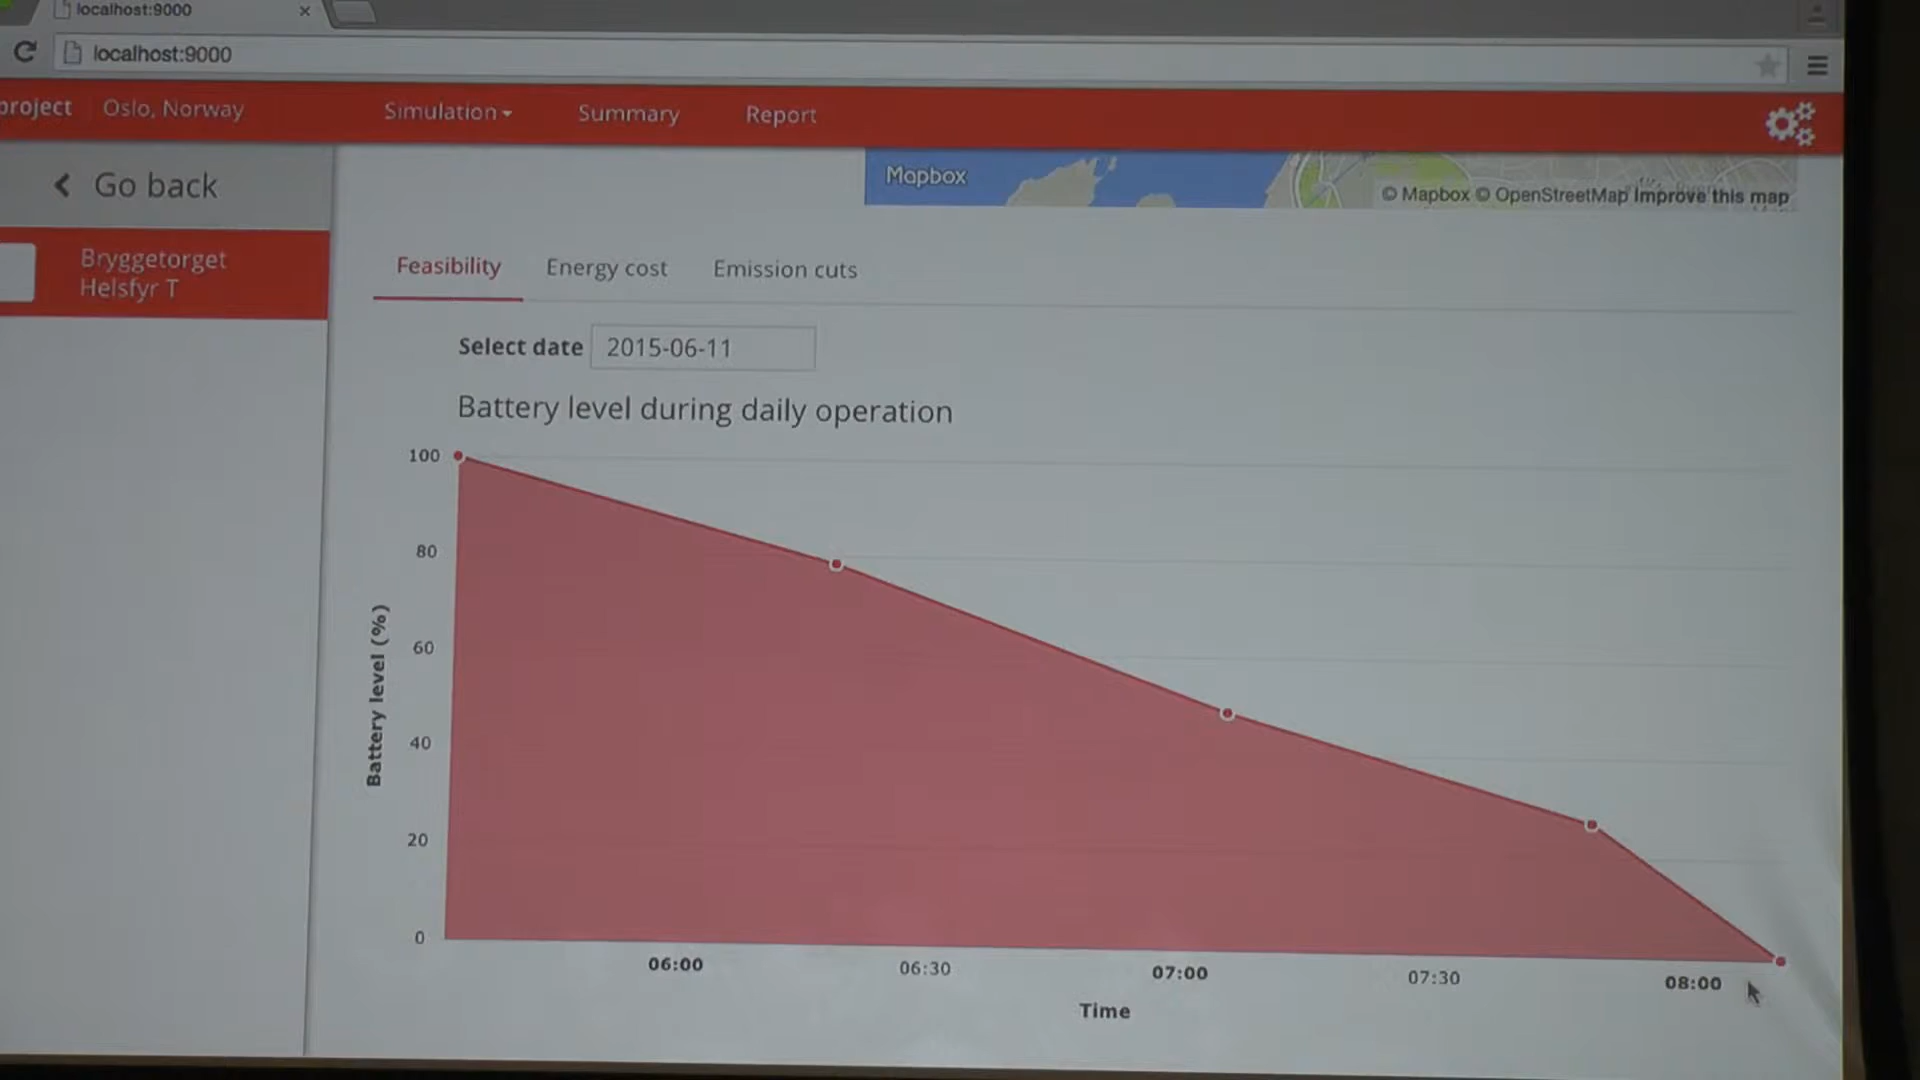 localhost:9000
localhost:9000
project Oslo, Norway Simulation Summary Report
Go back
Mapbox
© Mapbox © OpenStreetMap Improve this map
Bryggetorget
Helsfyr T
Feasibility Energy cost Emission cuts
Select date 2015-06-11
Battery level during daily operation
100
80
60
40
20
0
Battery level (%)
06:00 06:30 07:00 07:30 08:00
Time